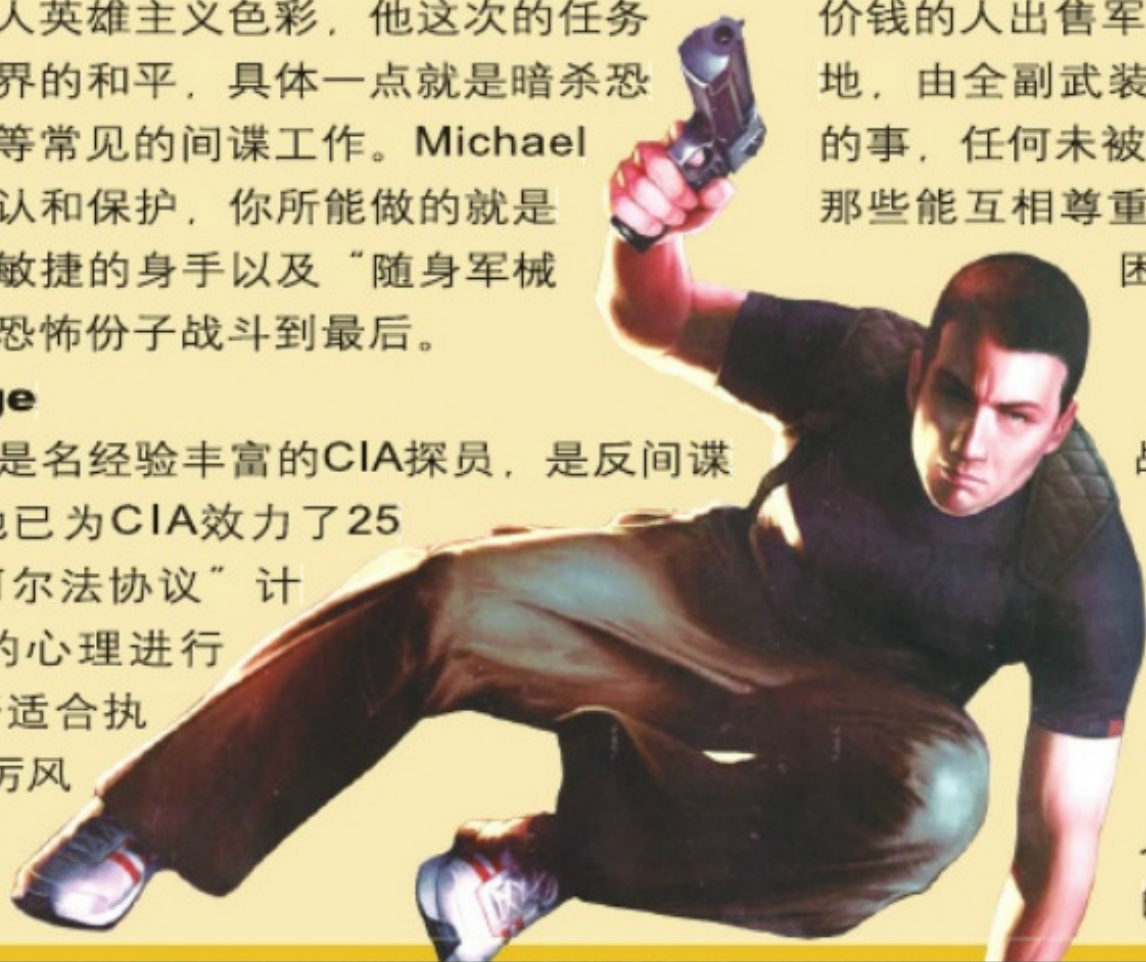 人英雄主义色彩，他这次的任务
界的和平，具体一点就是暗杀恐
等常见的间谍工作。Michael
认和保护，你所能做的就是
敏捷的身手以及“随身军械
恐怖份子战斗到最后。
ge
是名经验丰富的CIA探员，是反间谍
已为CIA效力了25
尔法协议”计
的心理进行
适合执
厉风
价钱的人出售军
地，由全副武装
的事，任何未被
那些能互相尊重
困